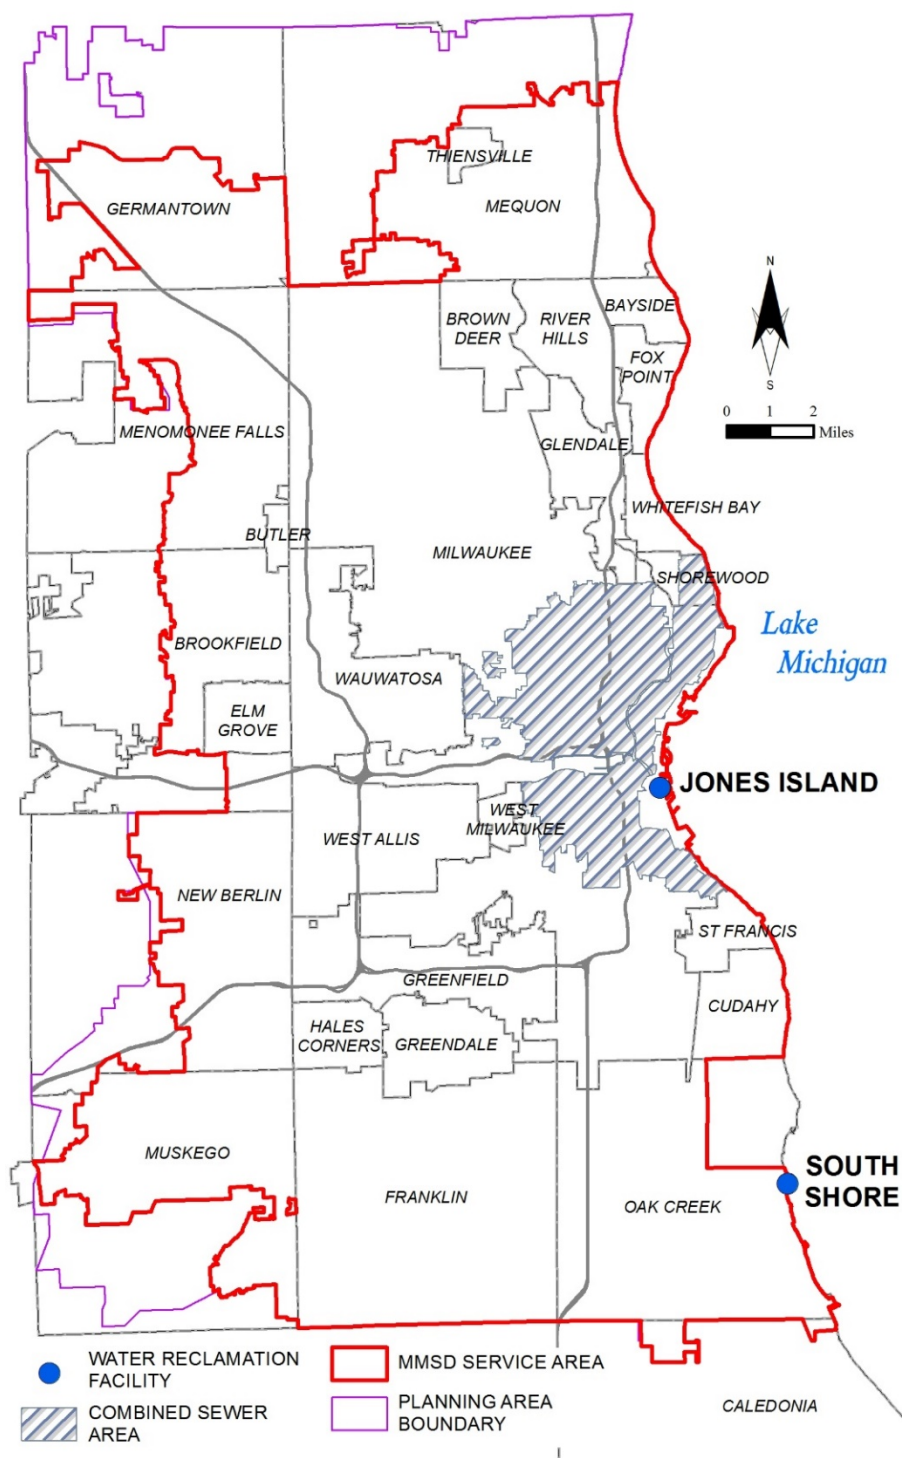 THIENSVILLE
MEQUON
GERMANTOWN
N
S
BAYSIDE
BROWN
DEER
RIVER
HILLS
FOX
POINT
0 1 2
Miles
MENOMONEE FALLS
GLENDALE
WHITEFISH BAY
BUTLER
MILWAUKEE
SHOREWOOD
Lake
Michigan
BROOKFIELD
WAUWATOSA
ELM
GROVE
JONES ISLAND
WEST ALLIS
WEST
MILWAUKEE
NEW BERLIN
ST FRANCIS
GREENFIELD
CUDAHY
HALES
CORNERS
GREENDALE
MUSKEGO
FRANKLIN
OAK CREEK
SOUTH
SHORE
WATER RECLAMATION
FACILITY
MMSD SERVICE AREA
COMBINED SEWER
AREA
PLANNING AREA
BOUNDARY
CALEDONIA